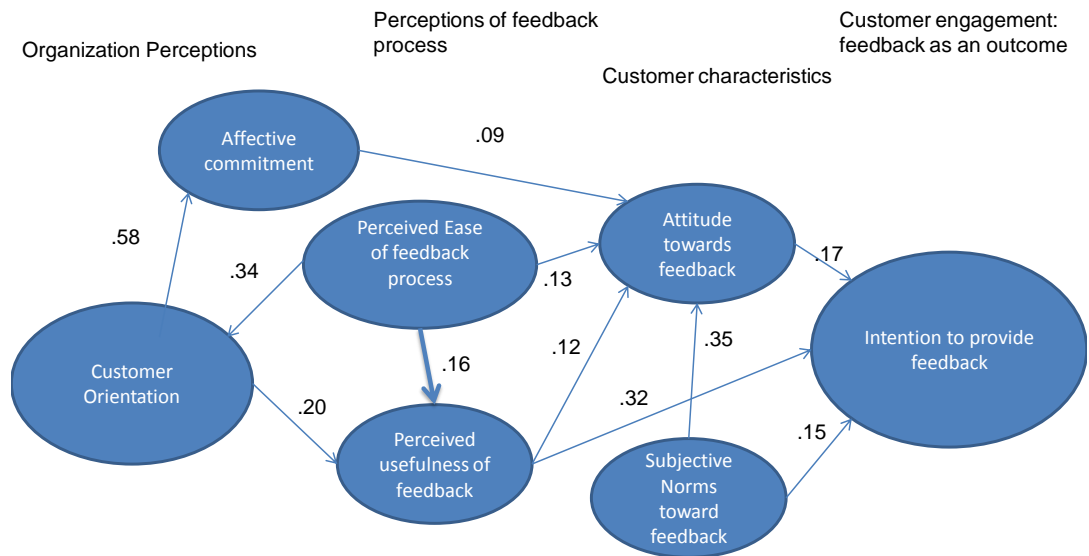 Organization Perceptions
Perceptions of feedback
process
Customer characteristics
Customer engagement:
feedback as an outcome
Affective
commitment
.09
.58
Perceived Ease
of feedback
process
.34
.13
Attitude
towards
feedback
.17
Customer
Orientation
.16
.12
.35
Intention to provide
feedback
.20
.32
Perceived
usefulness of
feedback
Subjective
Norms
toward
feedback
.15